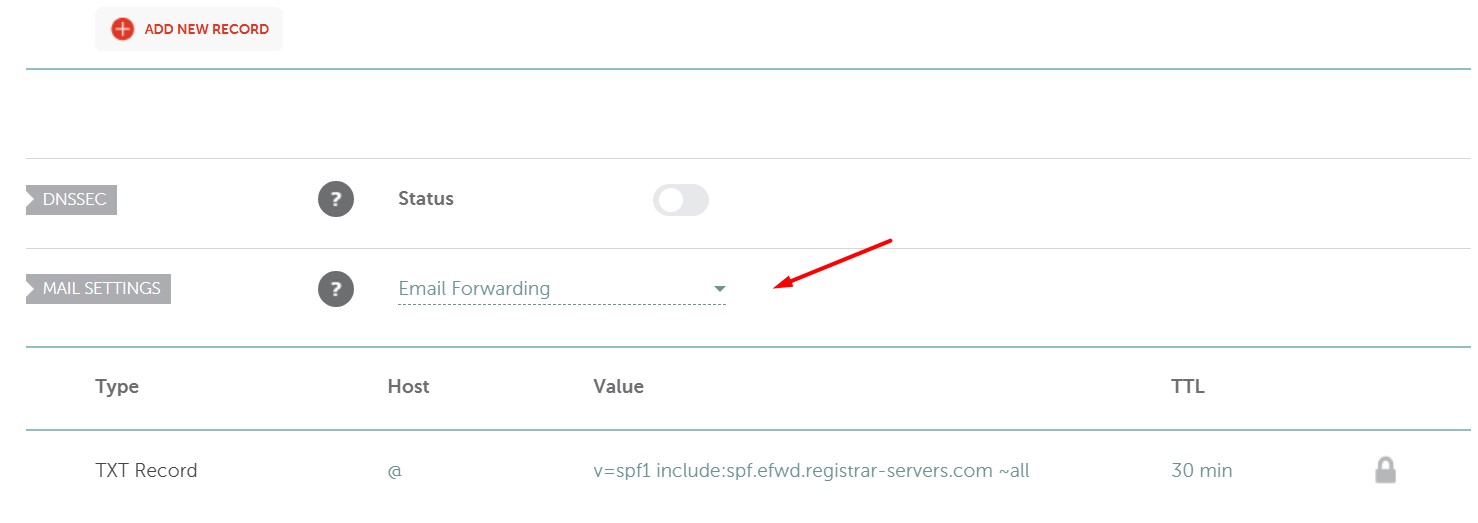 ADD NEW RECORD
DNSSEC ? Status
MAIL SETTINGS ? Email Forwarding
Type Host Value TTL
TXT Record @ v=spf1 include:spf.efwd.registrar-servers.com ~all 30 min